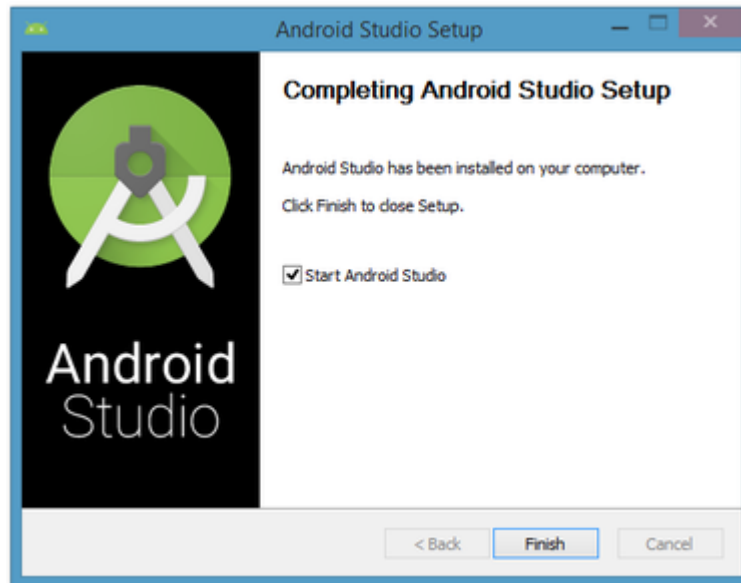 Android Studio Setup
Completing Android Studio Setup
Android Studio has been installed on your computer.
Click Finish to close Setup.
Start Android Studio
Android
Studio
< Back
Finish
Cancel